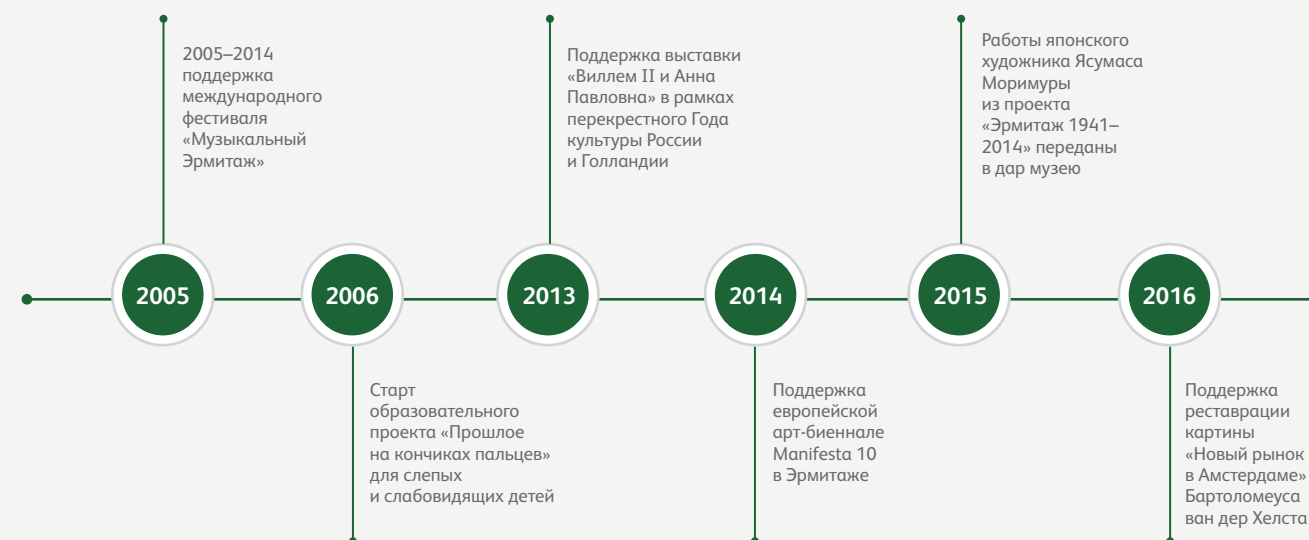 2005–2014
поддержка
международного
фестиваля
«Музыкальный
Эрмитаж»
Поддержка выставки
«Виллем II и Анна
Павловна» в рамках
перекрестного Года
культуры России
и Голландии
Работы японского
художника Ясумаса
Моримуры
из проекта
«Эрмитаж 1941–
2014» переданы
в дар музею
2005
2006
2013
2014
2015
2016
Старт
образовательного
проекта «Прошлое
на кончиках пальцев»
для слепых
и слабовидящих детей
Поддержка
европейской
арт-биеннале
Manifesta 10
в Эрмитаже
Поддержка
реставрации
картины
«Новый рынок
в Амстердаме»
Бартоломеуса
ван дер Хелста